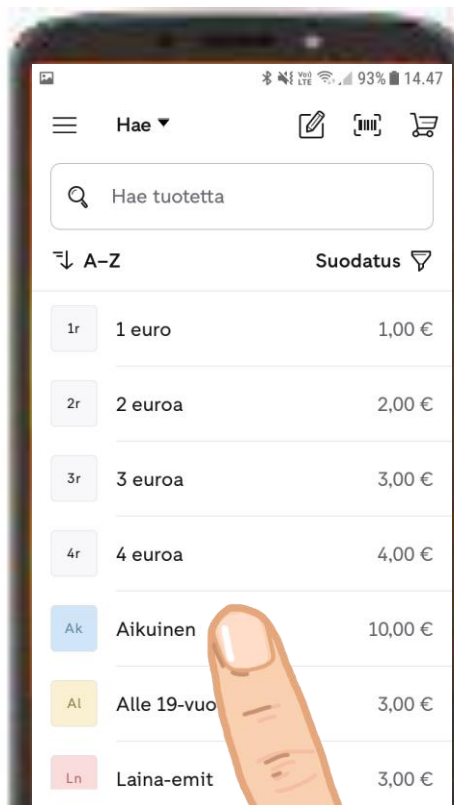 Voi) LTE 93% 14.47
Hae ▼
Hae tuotetta
A–Z Suodatus
1r 1 euro 1,00 €
2r 2 euroa 2,00 €
3r 3 euroa 3,00 €
4r 4 euroa 4,00 €
Ak Aikuinen 10,00 €
Al Alle 19-vuo 3,00 €
Ln Laina-emit 3,00 €